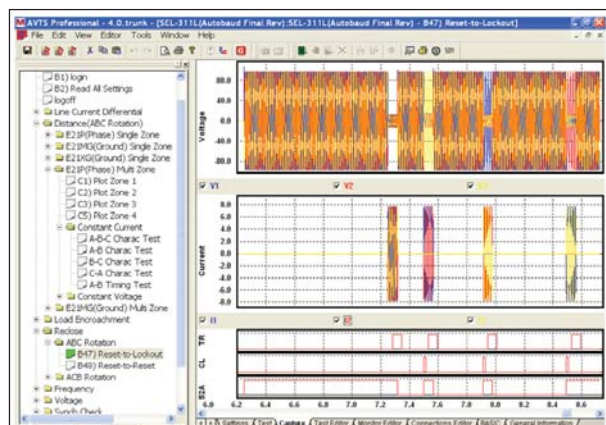 AVTS Professional - 4.0.trunk - [SEL-311L(Autobaud Final Rev):SEL-311L(Autobaud Final Rev) - B47) Reset-to-Lockout]
File Edit View Editor Tools Window Help
B1) login
B2) Read All Settings
logoff
Line Current Differential
Distance(ABC Rotation)
E21P(Phase) Single Zone
E21MG(Ground) Single Zone
E21XG(Ground) Single Zone
E21P(Phase) Multi Zone
C1) Plot Zone 1
C2) Plot Zone 2
C3) Plot Zone 3
C5) Plot Zone 4
Constant Current
A-B-C Charac Test
A-B Charac Test
B-C Charac Test
C-A Charac Test
A-B Timing Test
Constant Voltage
E21MG(Ground) Multi Zone
Load Encroachment
Reclose
ABC Rotation
B47) Reset-to-Lockout
B48) Reset-to-Reset
ACB Rotation
Frequency
Voltage
Synch Check
Voltage
80.0
40.0
0.0
-40.0
-80.0
V1 V2
Current
8.0
6.0
4.0
2.0
0.0
-2.0
-4.0
-6.0
-8.0
I1
TR
CL
52A
6.0 6.2 6.4 6.6 6.8 7.0 7.2 7.4 7.6 7.8 8.0 8.2 8.4 8.6
Settings Test Capture Test Editor Monitor Editor Connections Editor BASIC General Information